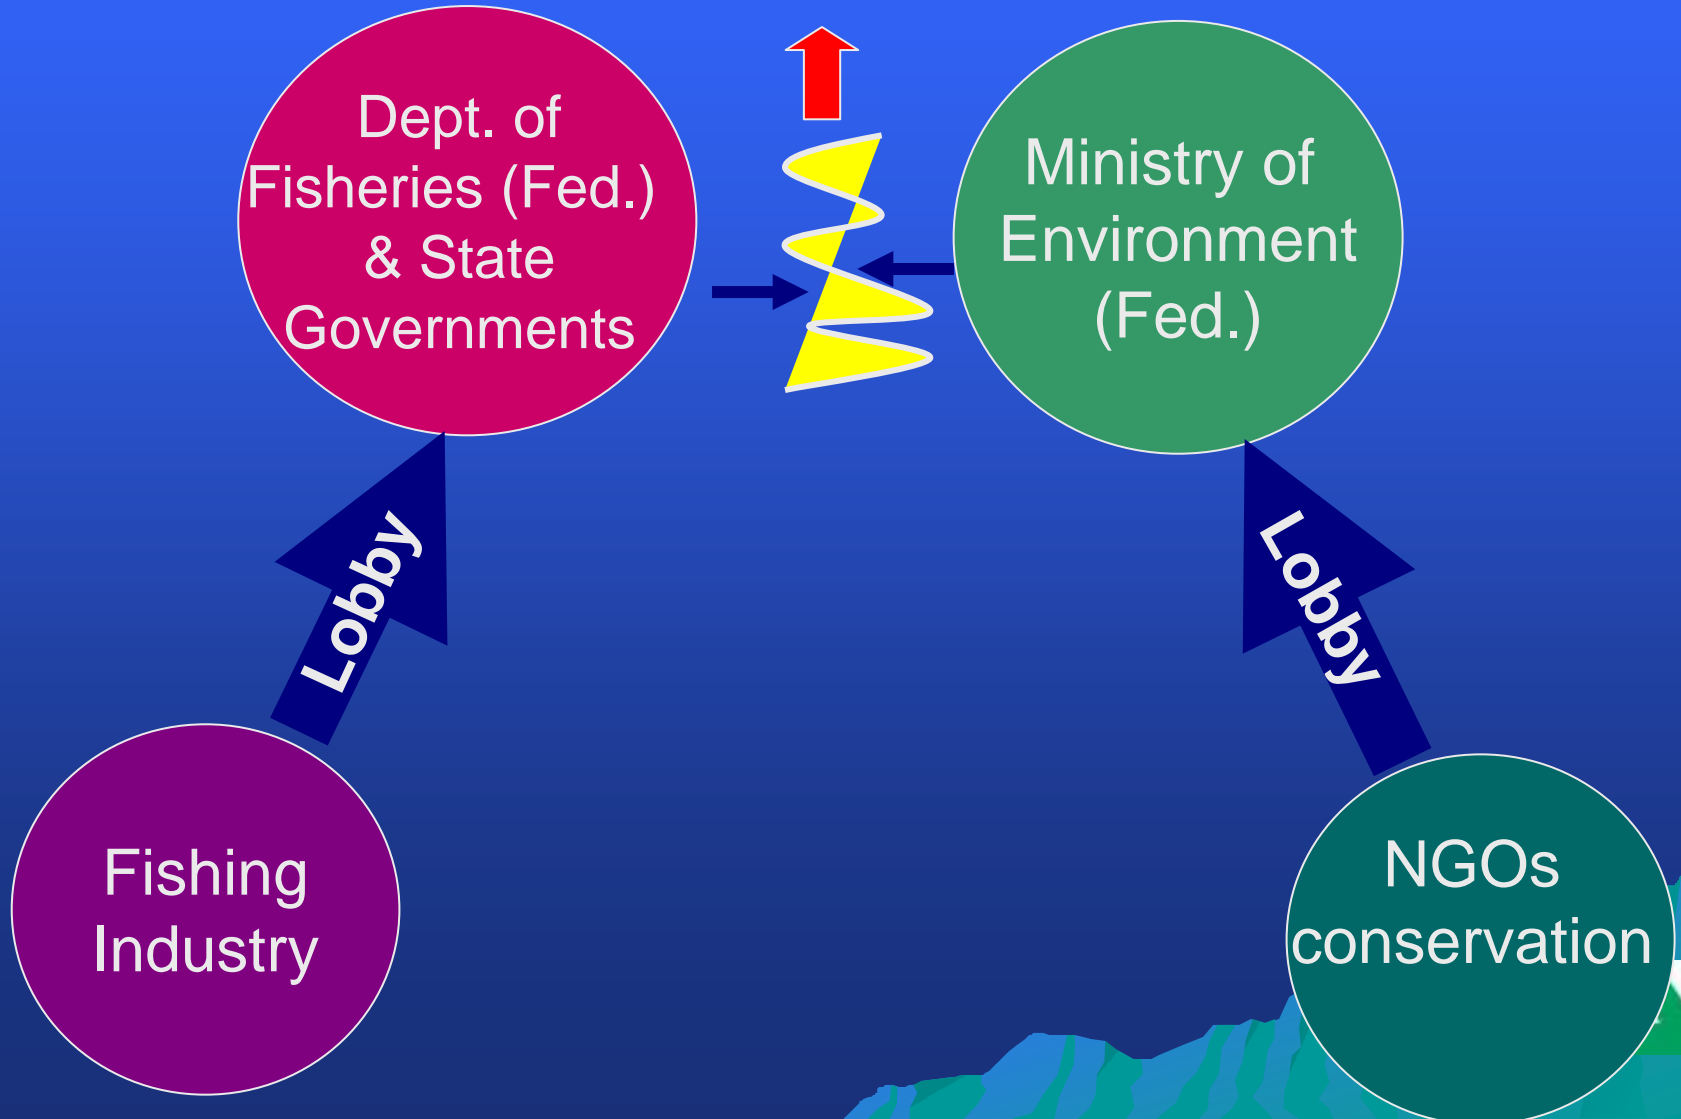 Dept. of
Fisheries (Fed.)
& State
Governments
Ministry of
Environment
(Fed.)
Lobby
Lobby
Fishing
Industry
NGOs
conservation